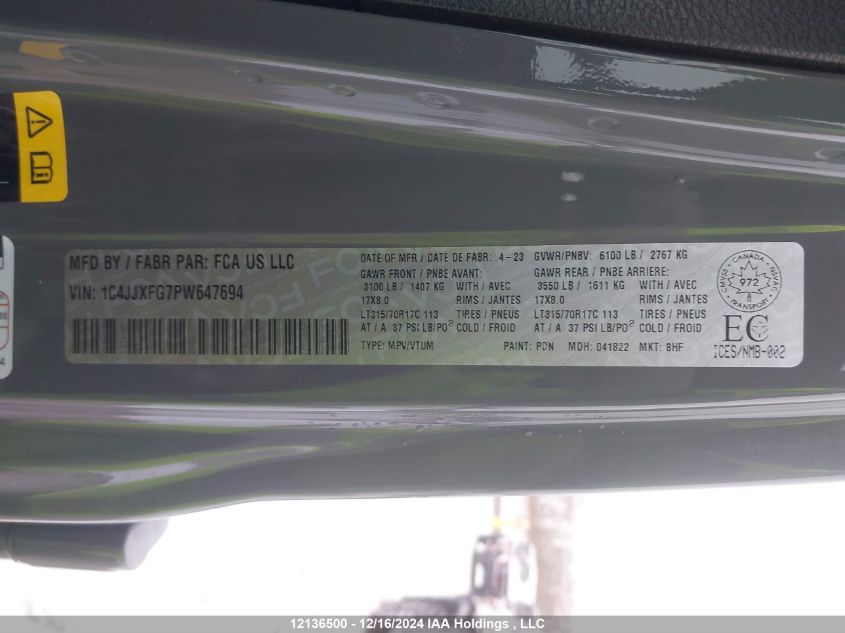 MFD BY / FABR PAR: FCA US LLC
VIN: 1C4JJXFG7PW647694
DATE OF MFR / DATE DE FABR: 4-23 GVWR/PNBV: 6100 LB / 2767 KG
GAWR FRONT / PNBE AVANT: GAWR REAR / PNBE ARRIERE:
3100 LB / 1407 KG WITH / AVEC 3550 LB / 1611 KG WITH / AVEC
17X8.0 RIMS / JANTES 17X8.0 RIMS / JANTES
LT315/70R17C 113 TIRES / PNEUS LT315/70R17C 113 TIRES / PNEUS
AT / A 37 PSI LB/PO² COLD / FROID AT / A 37 PSI LB/PO² COLD / FROID
TYPE: MPV/VTUM PAINT: PDN MDH: 041822 MKT: 8HF
CANADA
CMVSS
NSVAC
972
TRANSPORT
EC
ICES/NMB-002
12136500 - 12/16/2024 IAA Holdings , LLC